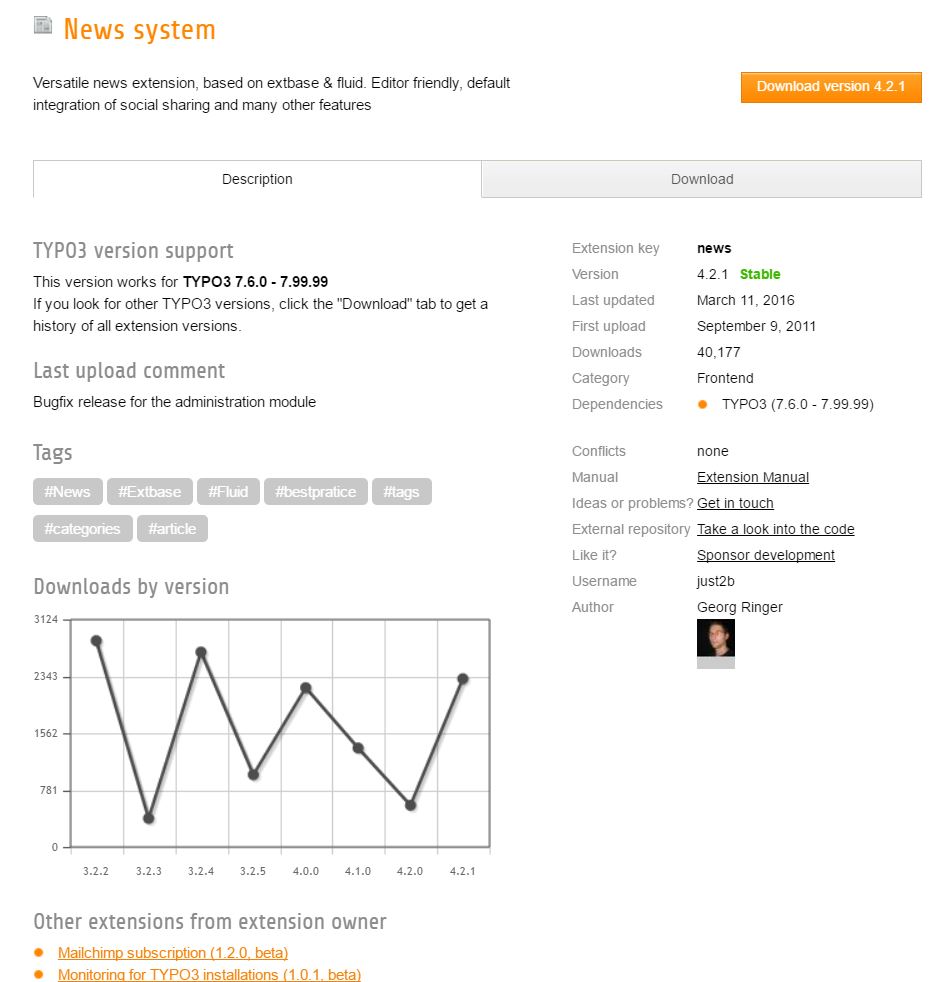 News system
Versatile news extension, based on extbase & fluid. Editor friendly, default
integration of social sharing and many other features
Download version 4.2.1
Description
Download
TYPO3 version support
This version works for TYPO3 7.6.0 - 7.99.99
If you look for other TYPO3 versions, click the "Download" tab to get a
history of all extension versions.
Last upload comment
Bugfix release for the administration module
Tags
#News #Extbase #Fluid #bestpratice #tags
#categories #article
Downloads by version
3124
2343
1562
781
0
3.2.2 3.2.3 3.2.4 3.2.5 4.0.0 4.1.0 4.2.0 4.2.1
Other extensions from extension owner
Mailchimp subscription (1.2.0, beta)
Monitoring for TYPO3 installations (1.0.1, beta)
Extension key news
Version 4.2.1 Stable
Last updated March 11, 2016
First upload September 9, 2011
Downloads 40,177
Category Frontend
Dependencies TYPO3 (7.6.0 - 7.99.99)
Conflicts none
Manual Extension Manual
Ideas or problems? Get in touch
External repository Take a look into the code
Like it? Sponsor development
Username just2b
Author Georg Ringer